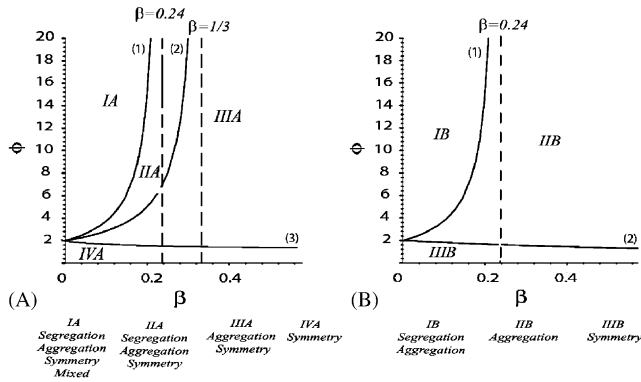 β=0.24
β=1/3
20
18
16
14
12
10
8
6
4
2
ϕ
(1)
(2)
IA
IIIA
IIA
(3)
IVA
0
0.2
0.4
β
(A)
IA
Segregation
Aggregation
Symmetry
Mixed
IIA
Segregation
Aggregation
Symmetry
IIIA
Aggregation
Symmetry
IVA
Symmetry
β=0.24
20
18
16
14
12
10
8
6
4
2
ϕ
(1)
IB
IIB
(2)
IIIB
0
0.2
0.4
β
(B)
IB
Segregation
Aggregation
IIB
Aggregation
IIIB
Symmetry